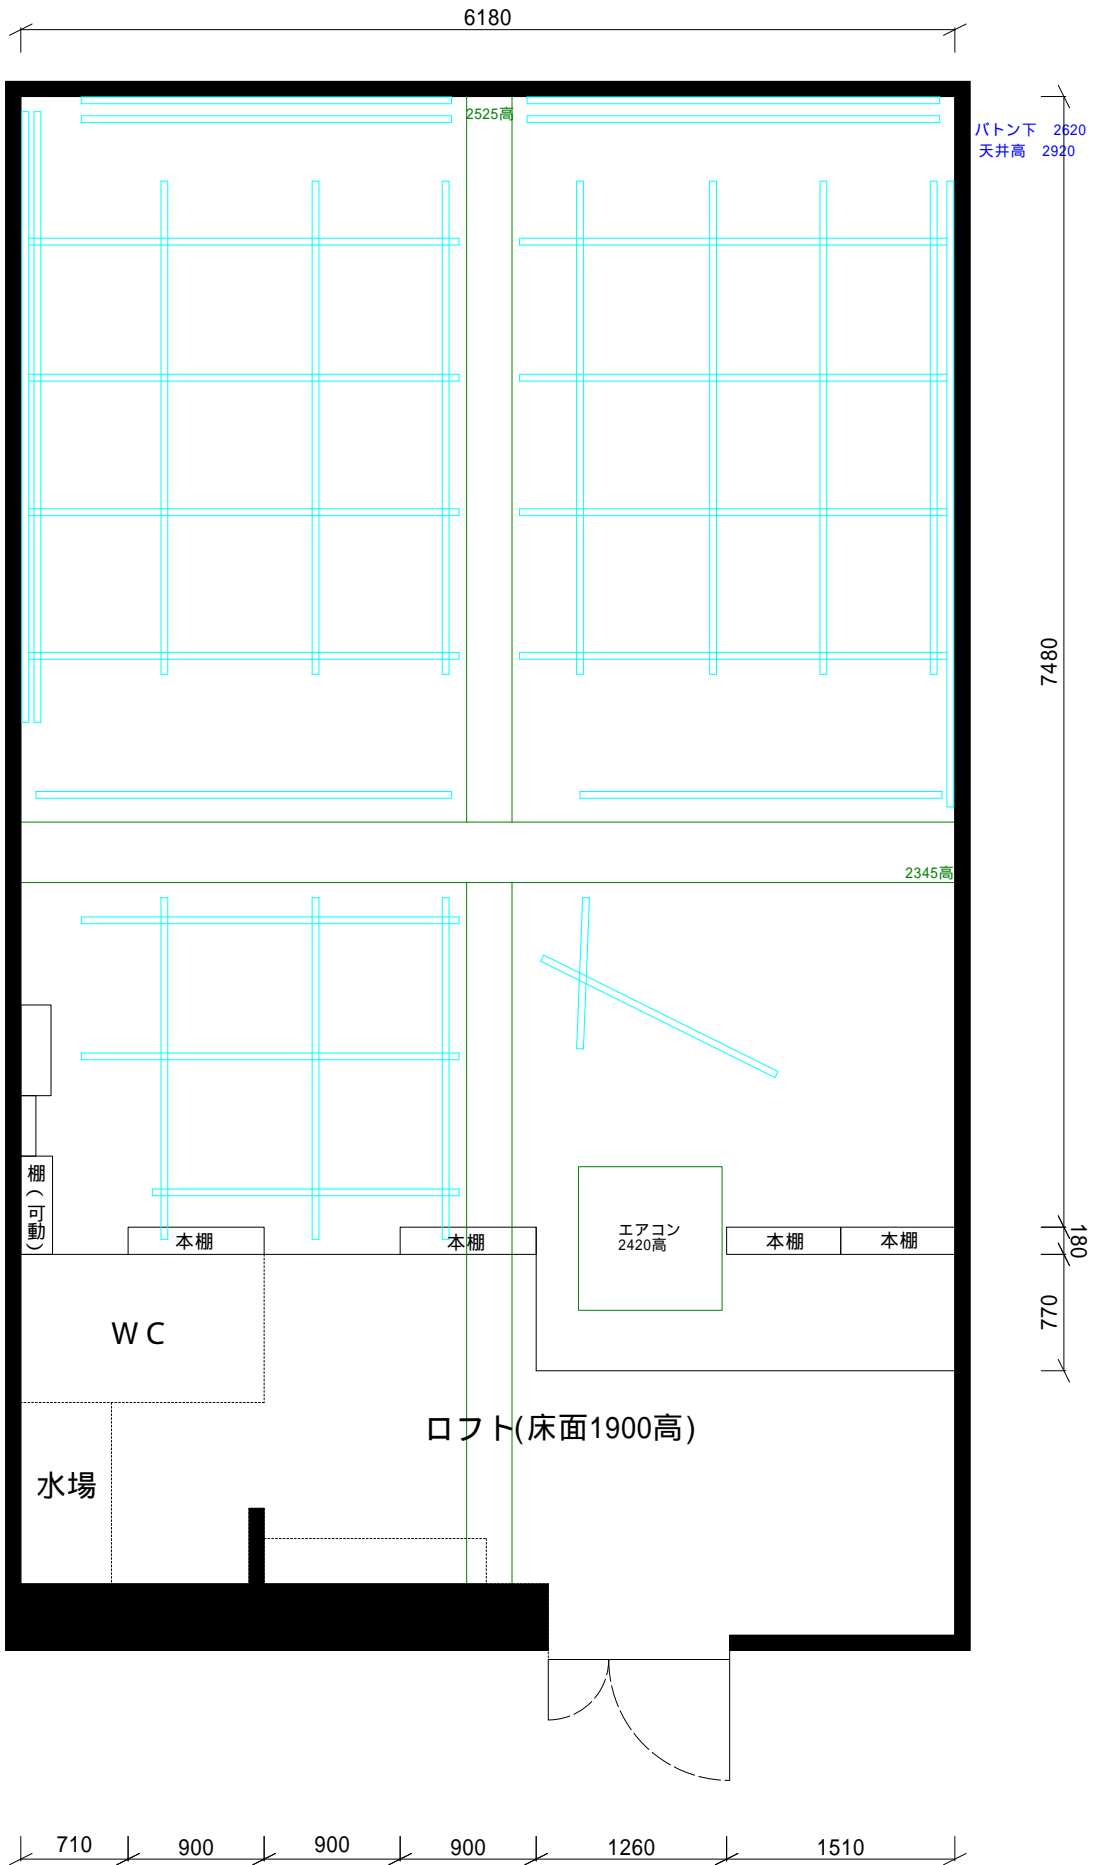 6180
2525高
バトン下　2620
天井高　2920
7480
2345高
棚(可動)
本棚
本棚
エアコン
2420高
本棚
本棚
180
770
ＷＣ
ロフト(床面1900高)
水場
710
900
900
900
1260
1510